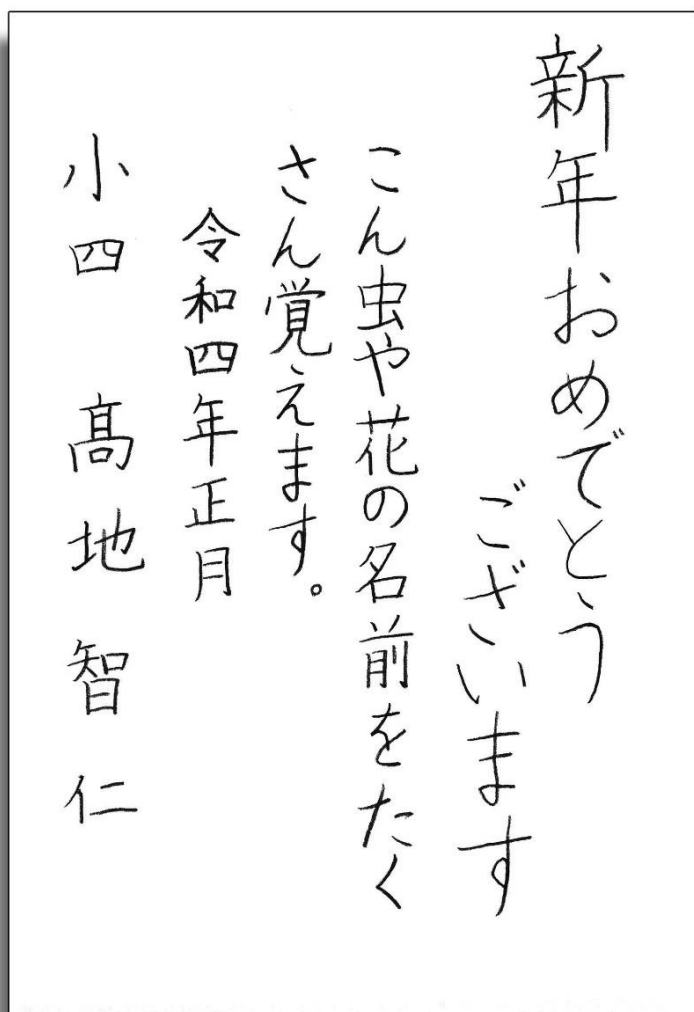 新年おめでとう
ございます
こん虫や花の名前をたく
さん覚えます。
令和四年正月
小四 髙地智仁